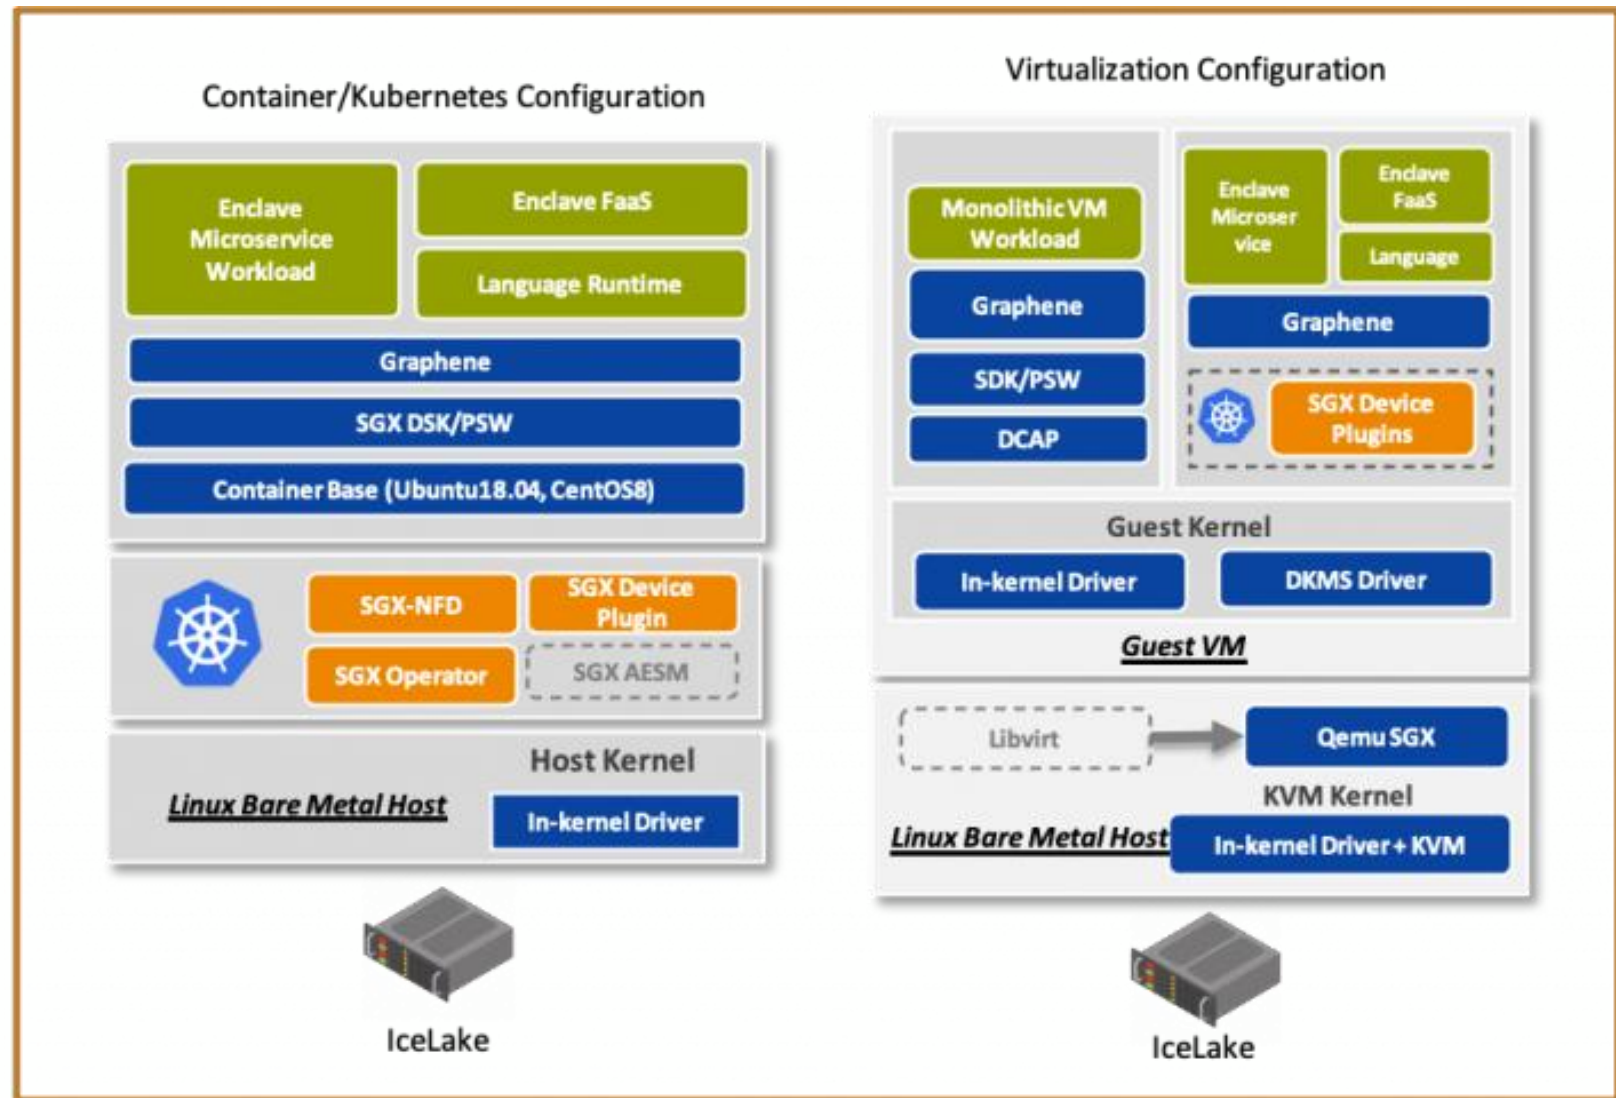 Container/Kubernetes Configuration
Enclave
Microservice
Workload
Enclave FaaS
Language Runtime
Graphene
SGX DSK/PSW
Container Base (Ubuntu18.04, CentOS8)
SGX-NFD
SGX Device
Plugin
SGX Operator
SGX AESM
Host Kernel
Linux Bare Metal Host
In-kernel Driver
IceLake
Virtualization Configuration
Monolithic VM
Workload
Graphene
SDK/PSW
DCAP
Enclave
Microser
vice
Enclave
FaaS
Language
Graphene
SGX Device
Plugins
Guest Kernel
In-kernel Driver
DKMS Driver
Guest VM
Libvirt
Qemu SGX
KVM Kernel
Linux Bare Metal Host
In-kernel Driver + KVM
IceLake